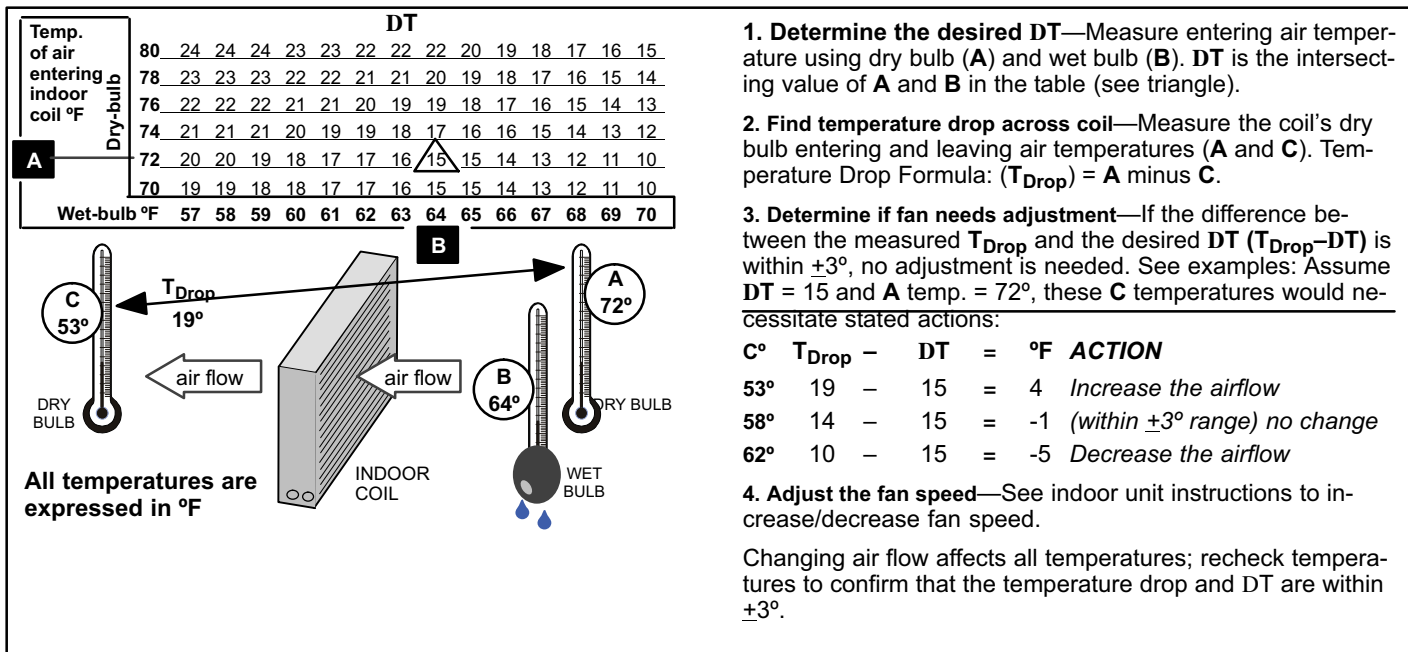 Temp.
of air
entering
indoor
coil ºF
Dry-bulb
DT
80 24 24 24 23 23 22 22 22 20 19 18 17 16 15
78 23 23 23 22 22 21 21 20 19 18 17 16 15 14
76 22 22 22 21 21 20 19 19 18 17 16 15 14 13
74 21 21 21 20 19 19 18 17 16 16 15 14 13 12
A
72 20 20 19 18 17 17 16 15 15 14 13 12 11 10
70 19 19 18 18 17 17 16 15 15 14 13 12 11 10
Wet-bulb ºF 57 58 59 60 61 62 63 64 65 66 67 68 69 70
B
C
53º
TDrop
19º
A
72º
air flow
air flow
B
64º
DRY
BULB
DRY BULB
INDOOR
COIL
WET
BULB
All temperatures are
expressed in ºF
1. Determine the desired DT—Measure entering air temper-
ature using dry bulb (A) and wet bulb (B). DT is the intersect-
ing value of A and B in the table (see triangle).
2. Find temperature drop across coil—Measure the coil's dry
bulb entering and leaving air temperatures (A and C). Tem-
perature Drop Formula: (TDrop) = A minus C.
3. Determine if fan needs adjustment—If the difference be-
tween the measured TDrop and the desired DT (TDrop–DT) is
within +3º, no adjustment is needed. See examples: Assume
DT = 15 and A temp. = 72º, these C temperatures would ne-
cessitate stated actions:
Cº TDrop – DT = ºF ACTION
53º 19 – 15 = 4 Increase the airflow
58º 14 – 15 = -1 (within +3º range) no change
62º 10 – 15 = -5 Decrease the airflow
4. Adjust the fan speed—See indoor unit instructions to in-
crease/decrease fan speed.
Changing air flow affects all temperatures; recheck tempera-
tures to confirm that the temperature drop and DT are within
+3º.